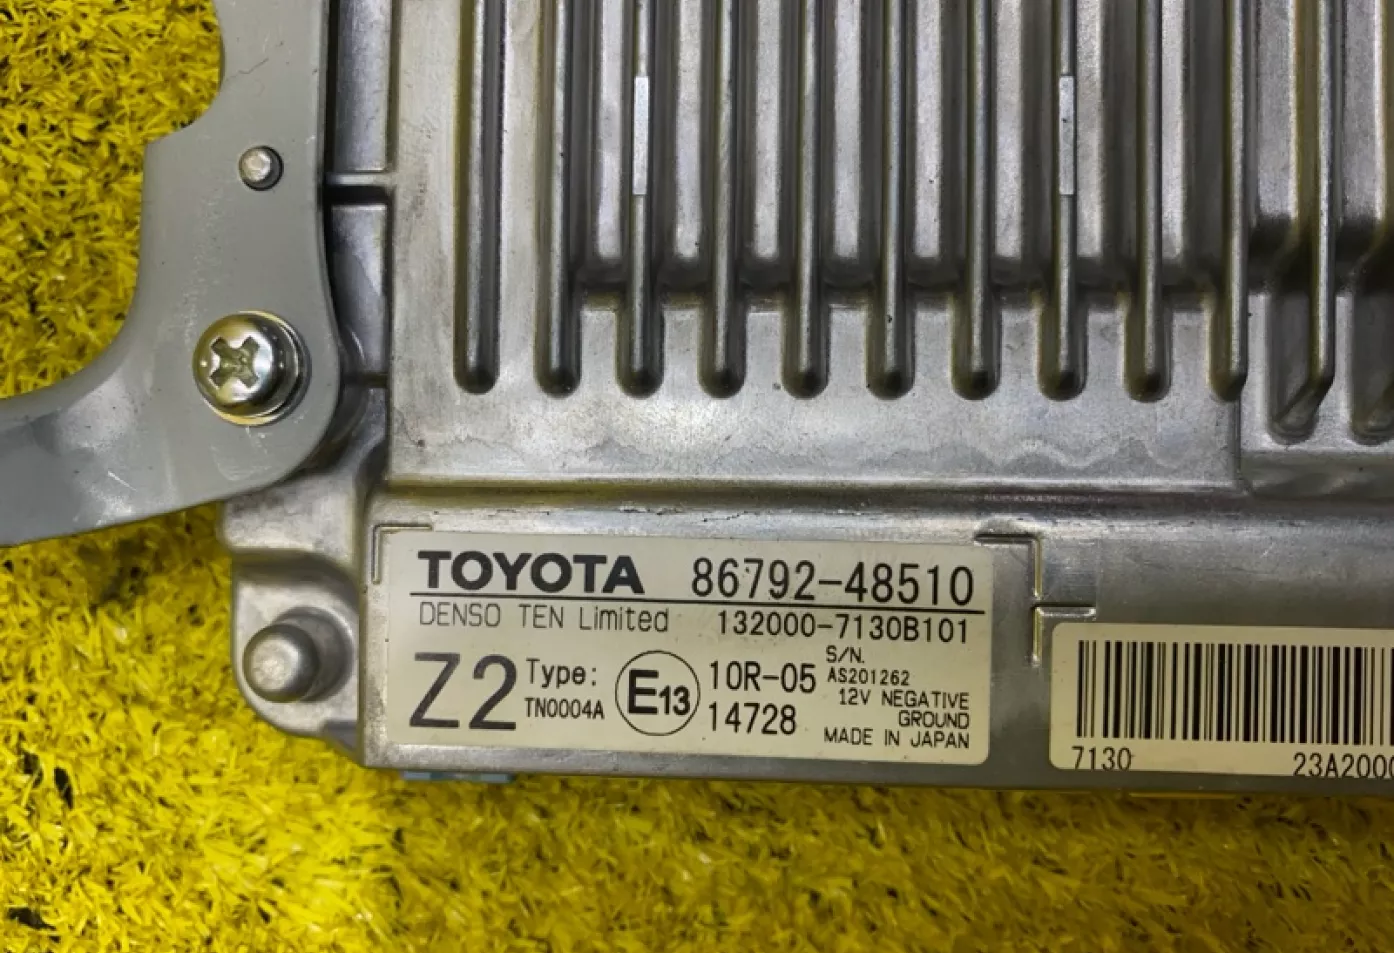 TOYOTA 86792-48510
DENSO TEN Limited 132000-7130B101
Z2 Type: TN0004A
E13
10R-05
14728
S/N.
AS201262
12V NEGATIVE
GROUND
MADE IN JAPAN
7130 23A2000